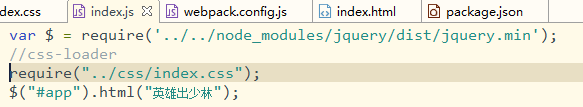 dex.css index.js webpack.config.js index.html package.json
var $ = require('../../node_modules/jquery/dist/jquery.min');
//css-loader
require("../css/index.css");
$("#app").html("英雄出少林");